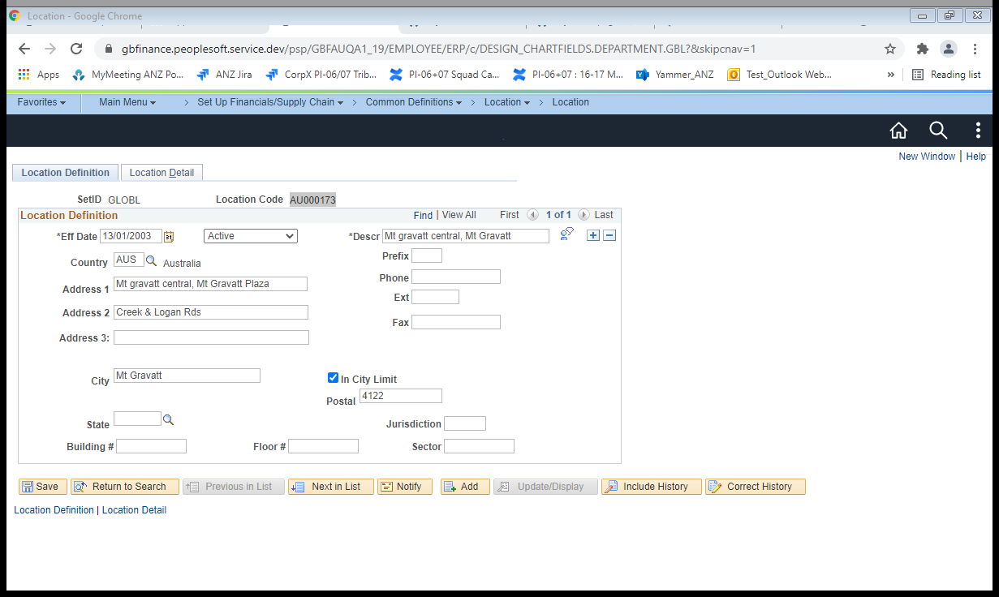 Location - Google Chrome
gbfinance.peoplesoft.service.dev/psp/GBFAUQA1_19/EMPLOYEE/ERP/c/DESIGN_CHARTFIELDS.DEPARTMENT.GBL?&skipcnav=1
Apps MyMeeting ANZ Po... ANZ Jira CorpX PI-06/07 Trib... PI-06+07 Squad Ca... PI-06+07 : 16-17 M... Yammer_ANZ Test_Outlook Web... » Reading list
Favorites Main Menu > Set Up Financials/Supply Chain > Common Definitions > Location > Location
New Window | Help
Location Definition Location Detail
SetID GLOBL Location Code AU000173
Location Definition Find | View All First 1 of 1 Last
*Eff Date 13/01/2003 Active *Descr Mt gravatt central, Mt Gravatt
Country AUS Australia Prefix
Address 1 Mt gravatt central, Mt Gravatt Plaza Phone
Ext
Address 2 Creek & Logan Rds
Fax
Address 3:
City Mt Gravatt In City Limit
Postal 4122
State Jurisdiction
Building # Floor # Sector
Save Return to Search Previous in List Next in List Notify Add Update/Display Include History Correct History
Location Definition | Location Detail